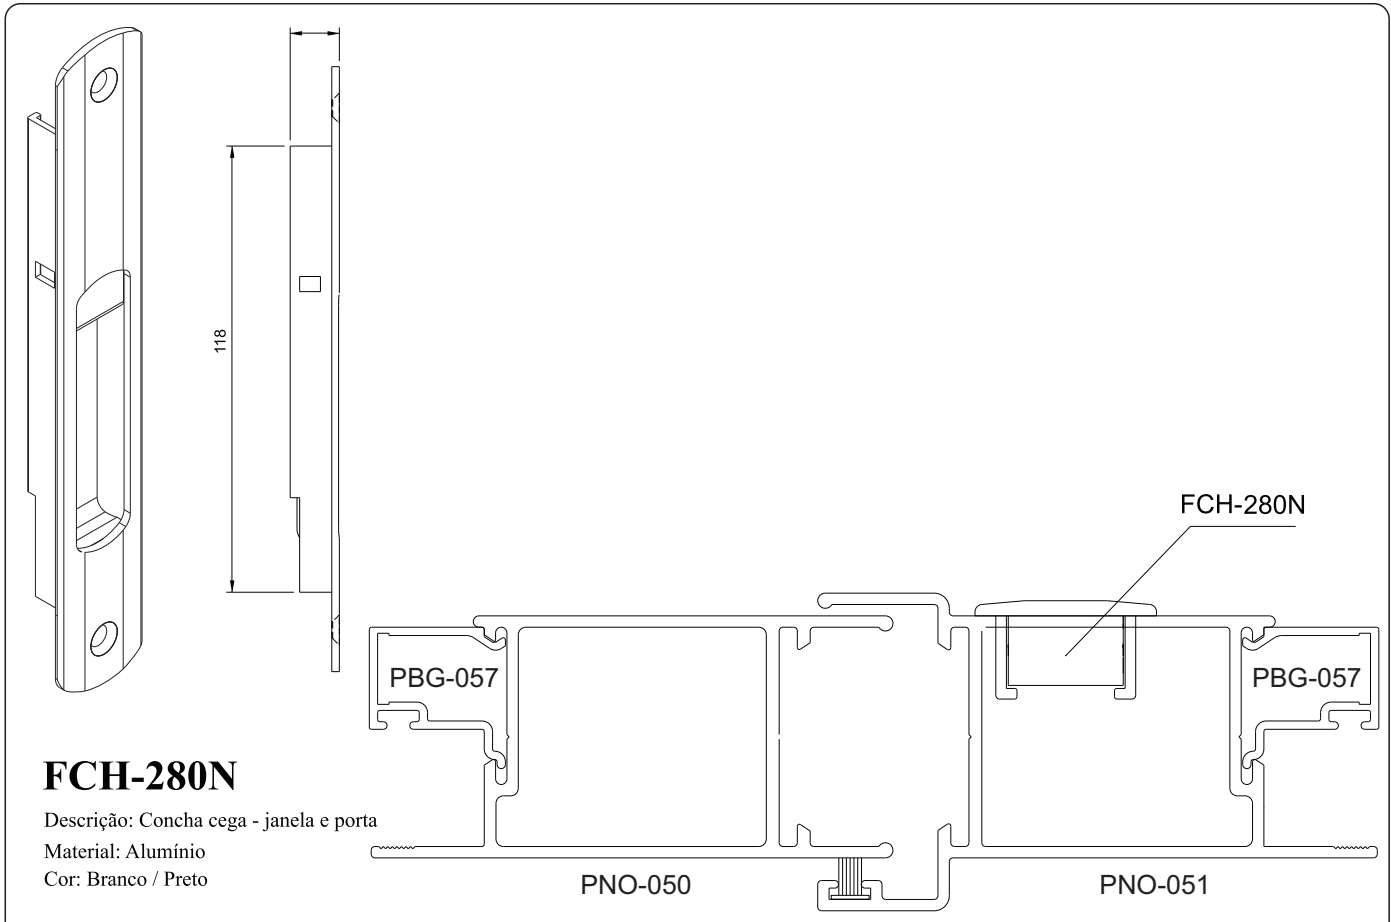 118
FCH-280N
PBG-057
PBG-057
FCH-280N
Descrição: Concha cega - janela e porta
Material: Alumínio
Cor: Branco / Preto
PNO-050
PNO-051